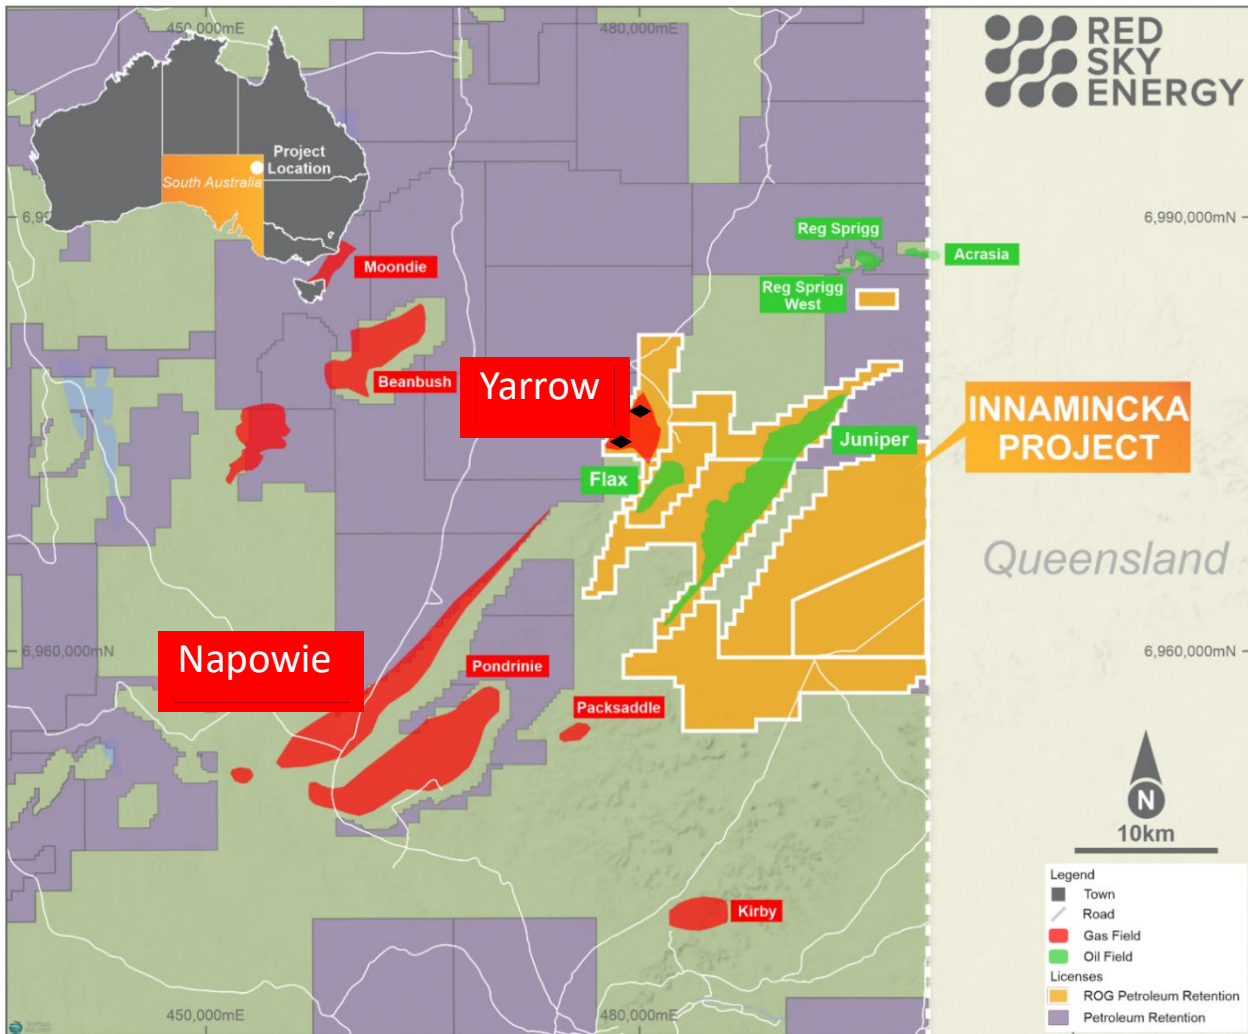 450,000mE
480,000mE
RED
SKY
ENERGY
Project
Location
South Australia
6,990,000mN
Reg Sprigg
Acrasia
Moondie
Reg Sprigg
West
Beanbush
Yarrow
INNAMINCKA
PROJECT
Juniper
Flax
Queensland
Napowie
6,960,000mN
6,960,000mN
Pondrinie
Packsaddle
N
10km
Legend
Town
Road
Gas Field
Oil Field
Licenses
ROG Petroleum Retention
Petroleum Retention
Kirby
450,000mE
480,000mE